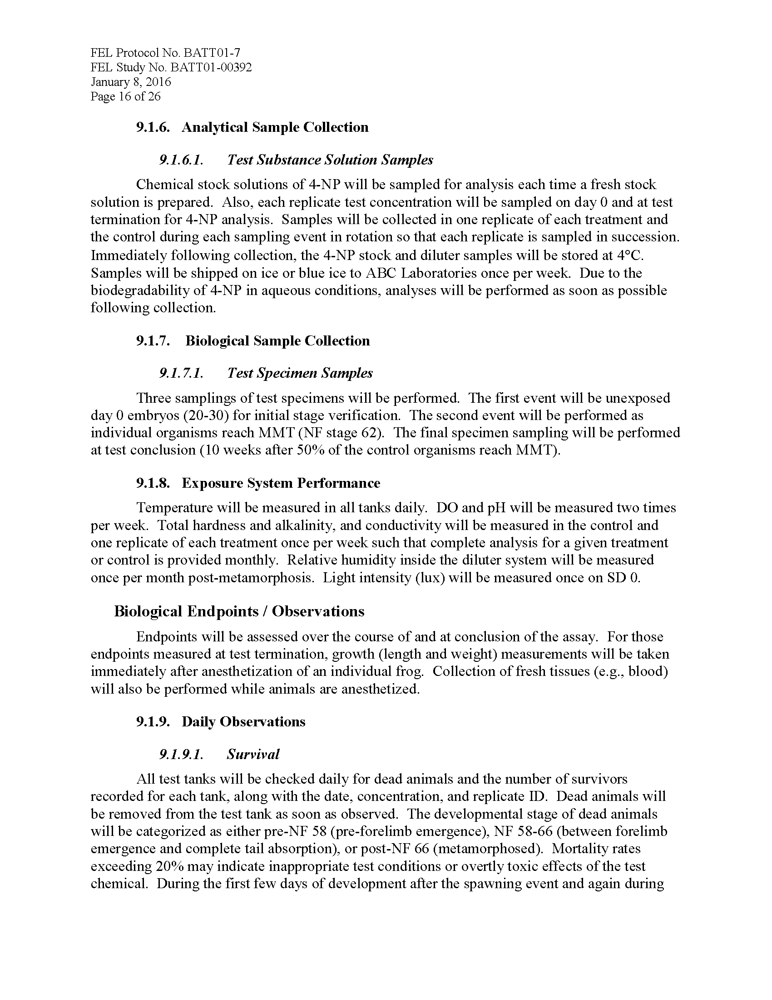 FEL Protocol No. BATT01-7
FEL Study No. BATT01-00392
January 8, 2016
Page 16 of 26
9.1.6. Analytical Sample Collection
9.1.6.1. Test Substance Solution Samples
Chemical stock solutions of 4-NP will be sampled for analysis each time a fresh stock
solution is prepared. Also, each replicate test concentration will be sampled on day 0 and at test
termination for 4-NP analysis. Samples will be collected in one replicate of each treatment and
the control during each sampling event in rotation so that each replicate is sampled in succession.
Immediately following collection, the 4-NP stock and diluter samples will be stored at 4°C.
Samples will be shipped on ice or blue ice to ABC Laboratories once per week. Due to the
biodegradability of 4-NP in aqueous conditions, analyses will be performed as soon as possible
following collection.
9.1.7. Biological Sample Collection
9.1.7.1. Test Specimen Samples
Three samplings of test specimens will be performed. The first event will be unexposed
day 0 embryos (20-30) for initial stage verification. The second event will be performed as
individual organisms reach MMT (NF stage 62). The final specimen sampling will be performed
at test conclusion (10 weeks after 50% of the control organisms reach MMT).
9.1.8. Exposure System Performance
Temperature will be measured in all tanks daily. DO and pH will be measured two times
per week. Total hardness and alkalinity, and conductivity will be measured in the control and
one replicate of each treatment once per week such that complete analysis for a given treatment
or control is provided monthly. Relative humidity inside the diluter system will be measured
once per month post-metamorphosis. Light intensity (lux) will be measured once on SD 0.
Biological Endpoints / Observations
Endpoints will be assessed over the course of and at conclusion of the assay. For those
endpoints measured at test termination, growth (length and weight) measurements will be taken
immediately after anesthetization of an individual frog. Collection of fresh tissues (e.g., blood)
will also be performed while animals are anesthetized.
9.1.9. Daily Observations
9.1.9.1. Survival
All test tanks will be checked daily for dead animals and the number of survivors
recorded for each tank, along with the date, concentration, and replicate ID. Dead animals will
be removed from the test tank as soon as observed. The developmental stage of dead animals
will be categorized as either pre-NF 58 (pre-forelimb emergence), NF 58-66 (between forelimb
emergence and complete tail absorption), or post-NF 66 (metamorphosed). Mortality rates
exceeding 20% may indicate inappropriate test conditions or overtly toxic effects of the test
chemical. During the first few days of development after the spawning event and again during